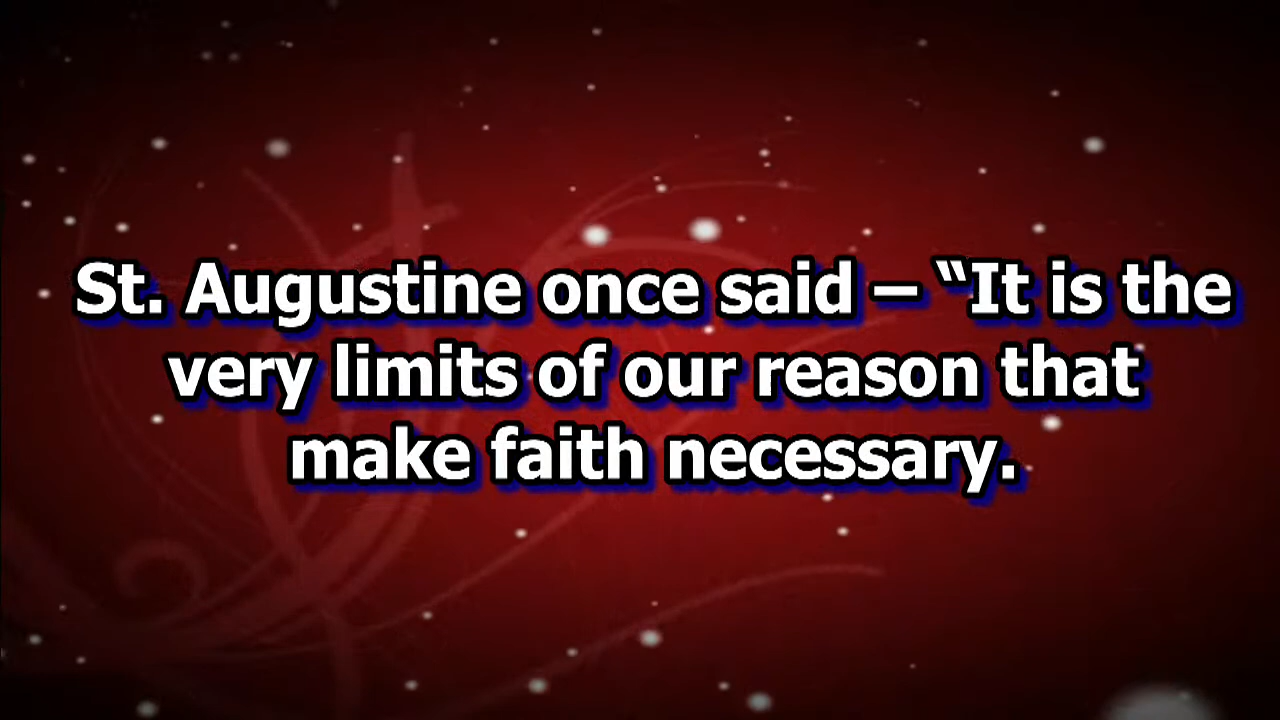 St. Augustine once said – “It is the
very limits of our reason that
make faith necessary.